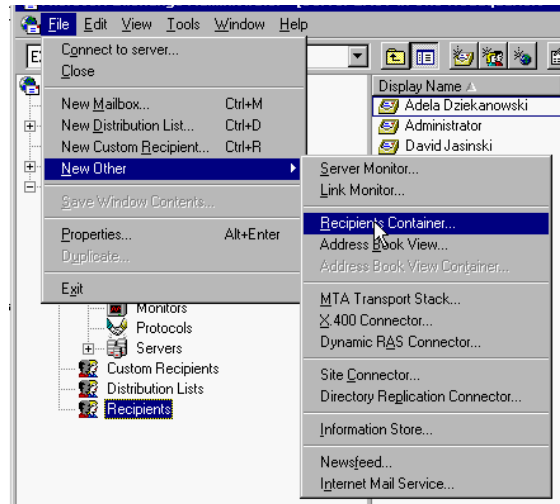 File Edit View Tools Window Help
Connect to server...
Close
New Mailbox... Ctrl+M
New Distribution List... Ctrl+D
New Custom Recipient... Ctrl+R
New Other
Save Window Contents...
Properties... Alt+Enter
Duplicate...
Exit
Monitors
Protocols
Servers
Custom Recipients
Distribution Lists
Recipients
Display Name
Adela Dziekanowski
Administrator
David Jasinski
Server Monitor...
Link Monitor...
Recipients Container...
Address Book View...
Address Book View Container...
MTA Transport Stack...
X.400 Connector...
Dynamic RAS Connector...
Site Connector...
Directory Replication Connector...
Information Store...
Newsfeed...
Internet Mail Service...